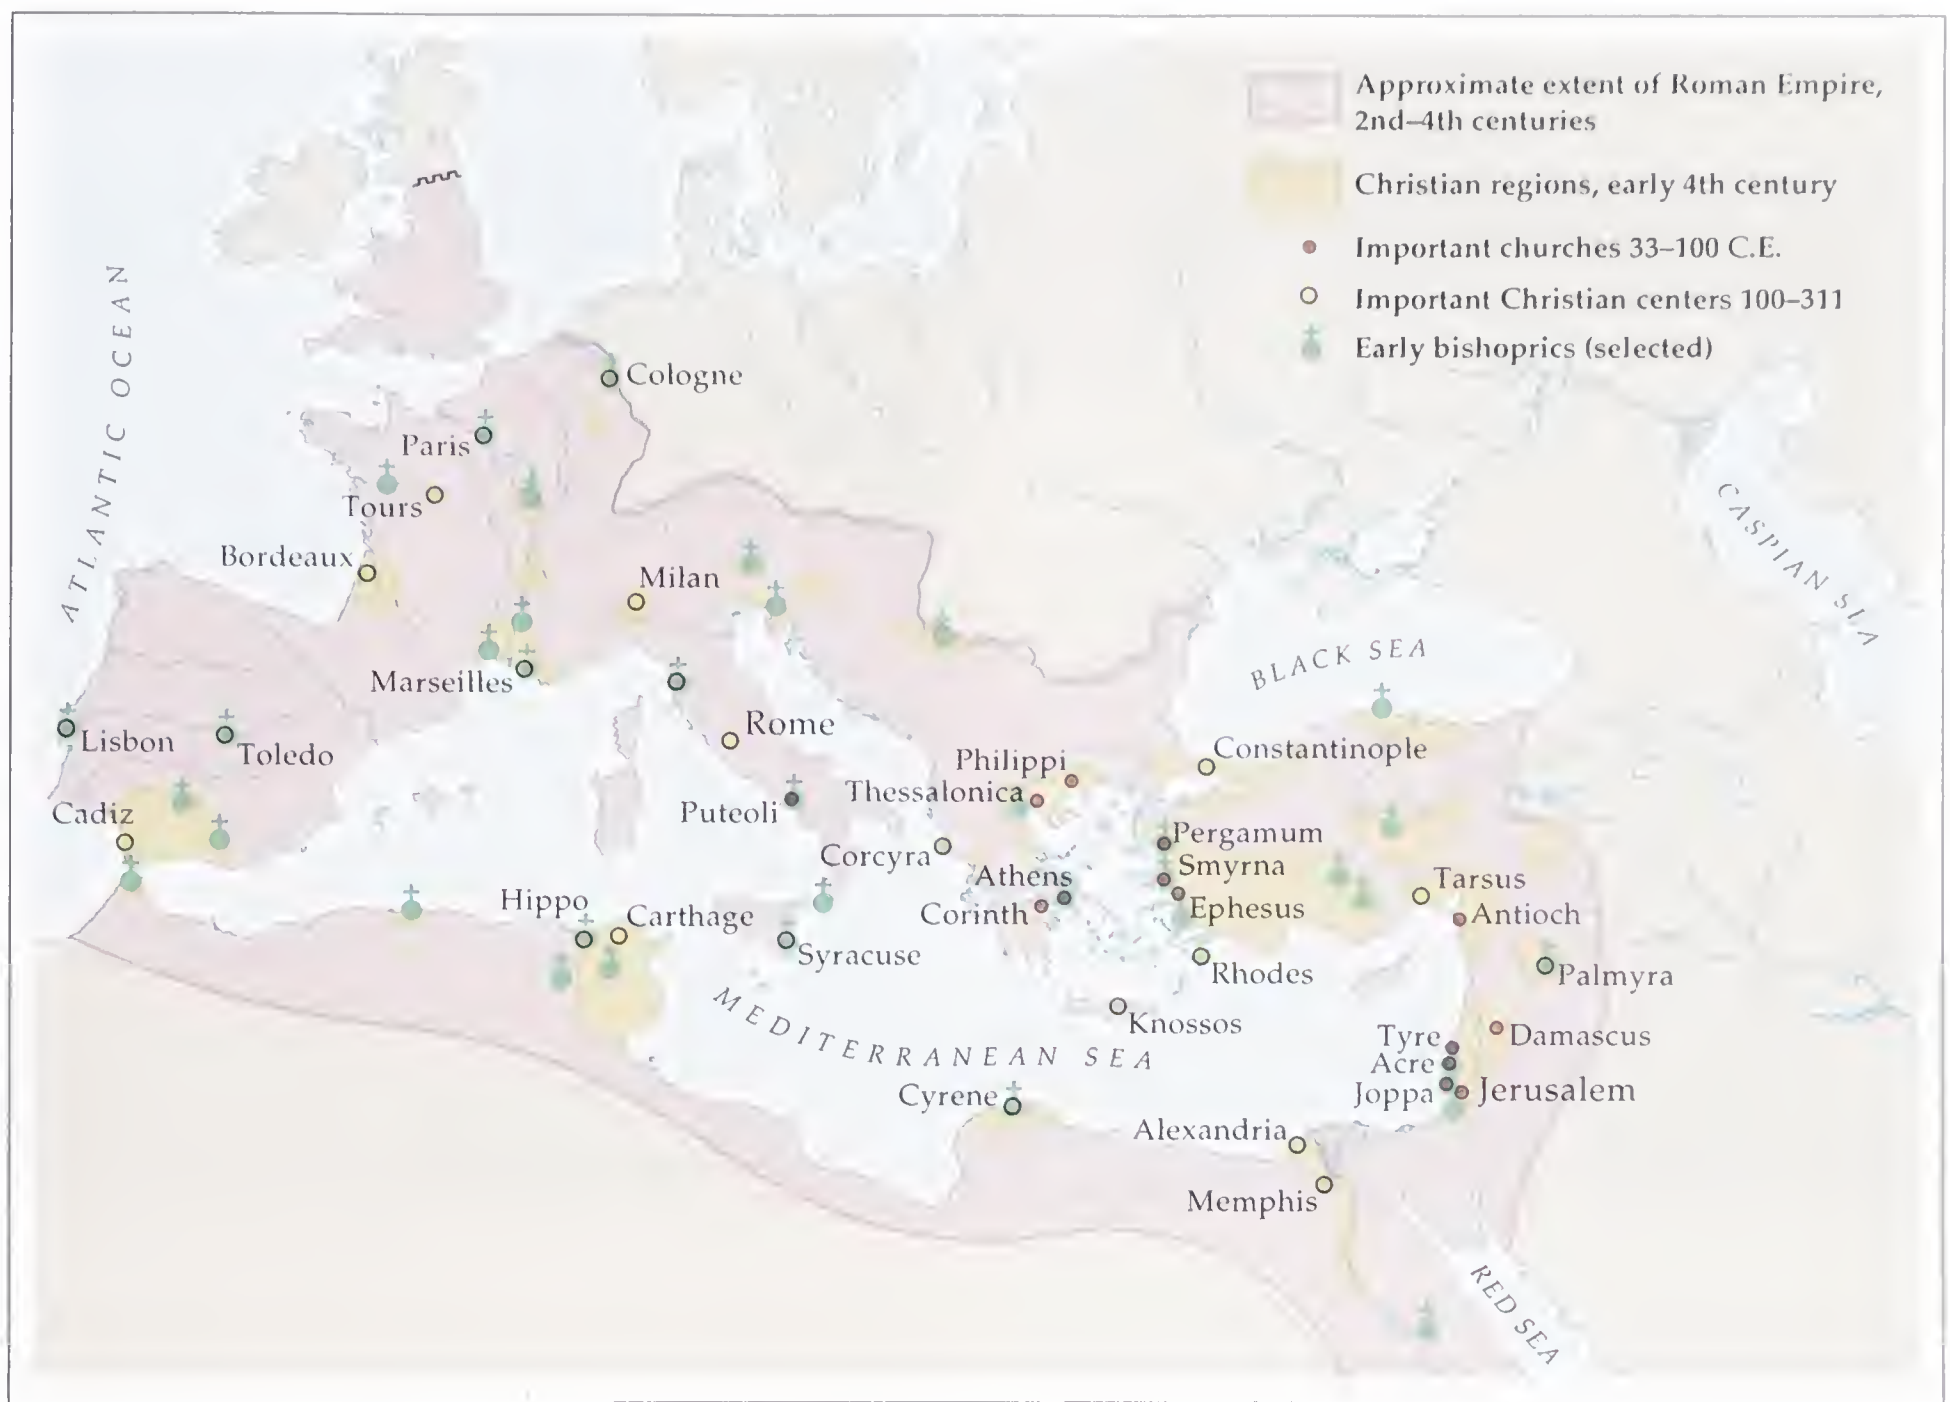 Approximate extent of Roman Empire,
2nd–4th centuries
Christian regions, early 4th century
Important churches 33–100 C.E.
Important Christian centers 100–311
Early bishoprics (selected)
ATLANTIC OCEAN
Cologne
Paris
Tours
Bordeaux
Milan
CASPIAN SEA
BLACK SEA
Marseilles
Lisbon
Toledo
Rome
Constantinople
Philippi
Thessalonica
Cadiz
Puteoli
Pergamum
Corcyra
Smyrna
Athens
Tarsus
Hippo
Carthage
Corinth
Ephesus
Antioch
Syracuse
Rhodes
Palmyra
MEDITERRANEAN SEA
Knossos
Tyre
Damascus
Acre
Cyrene
Joppa
Jerusalem
Alexandria
Memphis
RED SEA